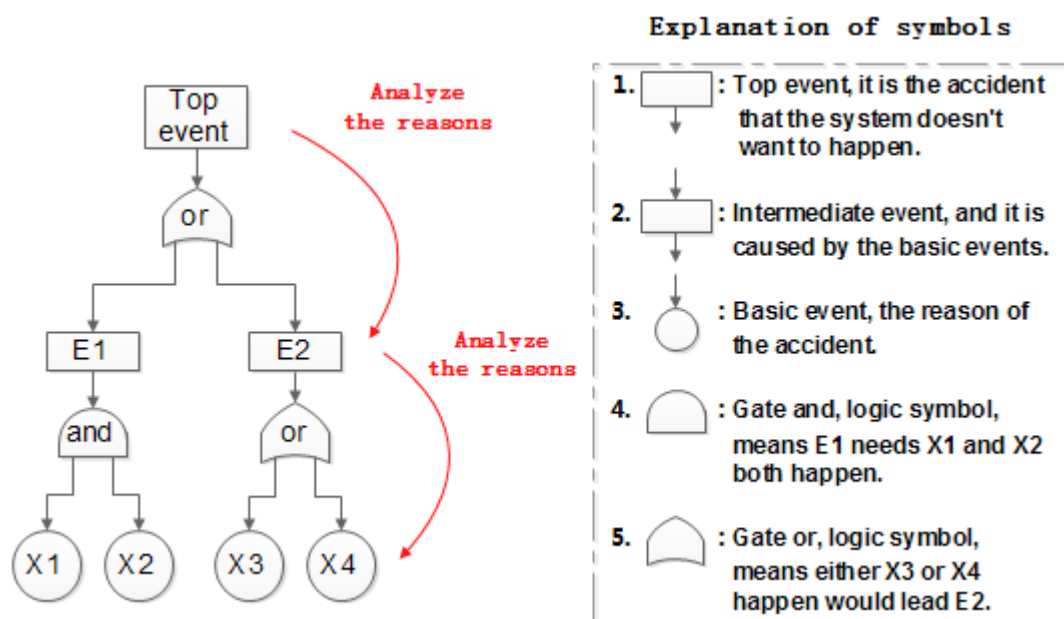 Explanation of symbols
Top
event
Analyze
the reasons
or
E1
E2
Analyze
the reasons
and
or
X1
X2
X3
X4
1. : Top event, it is the accident
that the system doesn't
want to happen.
2. : Intermediate event, and it is
caused by the basic events.
3. : Basic event, the reason of
the accident.
4. : Gate and, logic symbol,
means E1 needs X1 and X2
both happen.
5. : Gate or, logic symbol,
means either X3 or X4
happen would lead E2.